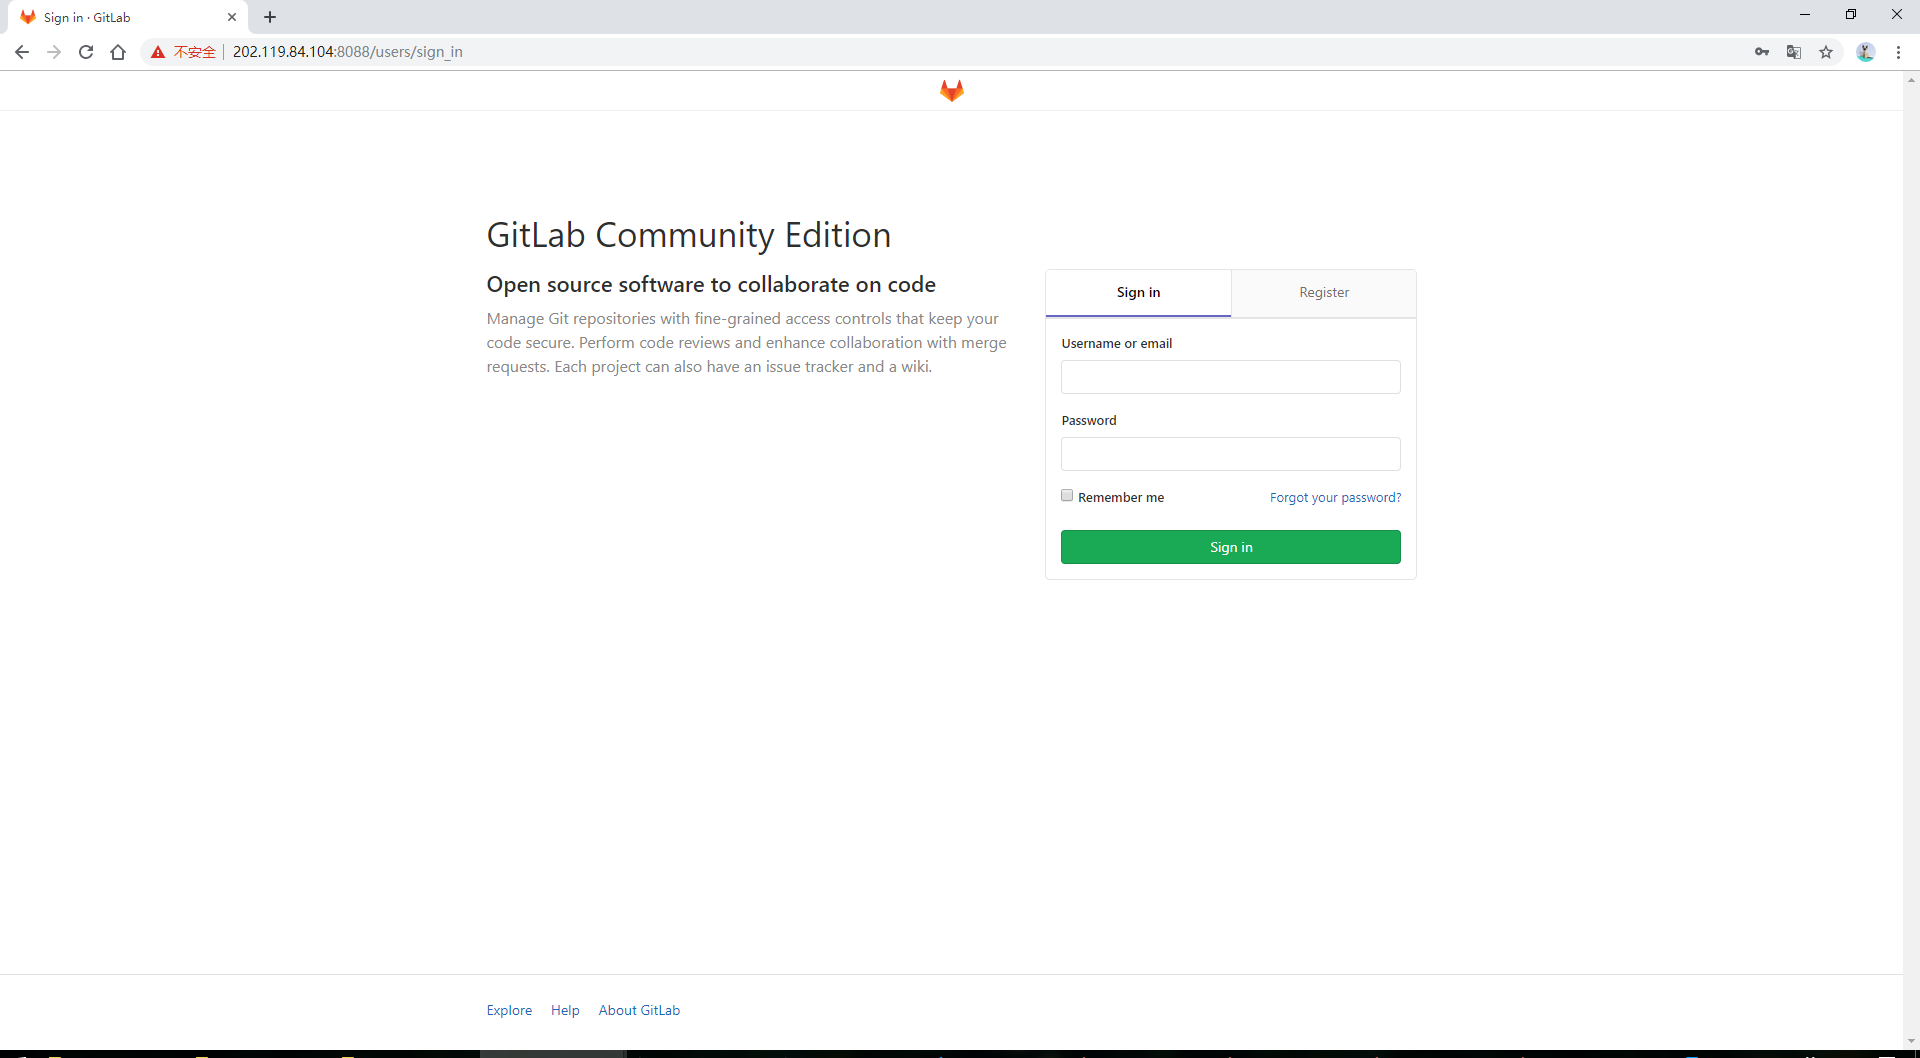 Sign in · GitLab
不安全
202.119.84.104:8088/users/sign_in
GitLab Community Edition
Open source software to collaborate on code
Manage Git repositories with fine-grained access controls that keep your
code secure. Perform code reviews and enhance collaboration with merge
requests. Each project can also have an issue tracker and a wiki.
Sign in
Register
Username or email
Password
Remember me
Forgot your password?
Sign in
Explore
Help
About GitLab